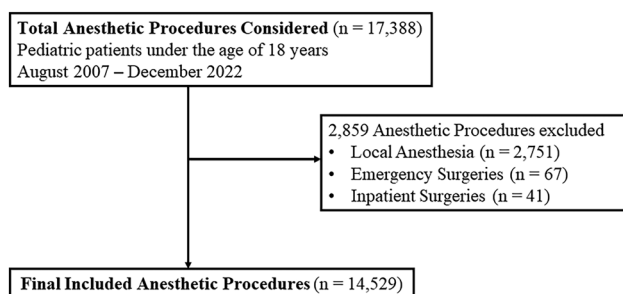 Total Anesthetic Procedures Considered (n = 17,388)
Pediatric patients under the age of 18 years
August 2007 – December 2022
2,859 Anesthetic Procedures excluded
• Local Anesthesia (n = 2,751)
• Emergency Surgeries (n = 67)
• Inpatient Surgeries (n = 41)
Final Included Anesthetic Procedures (n = 14,529)